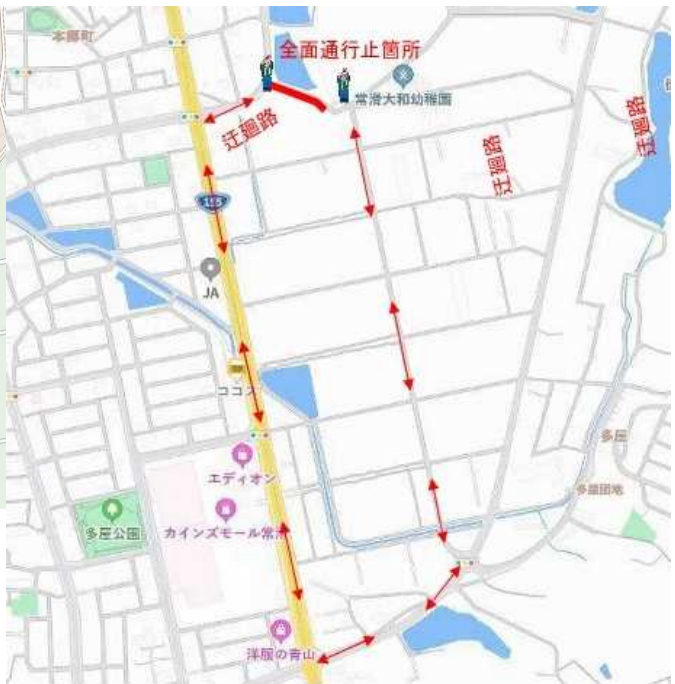 本郷町
全面通行止箇所
常滑大和幼稚園
迂廻路
迂廻路
迂廻路
155
JA
ココス
エディオン
多屋
多屋団地
多屋公園
カインズモール常滑
洋服の青山